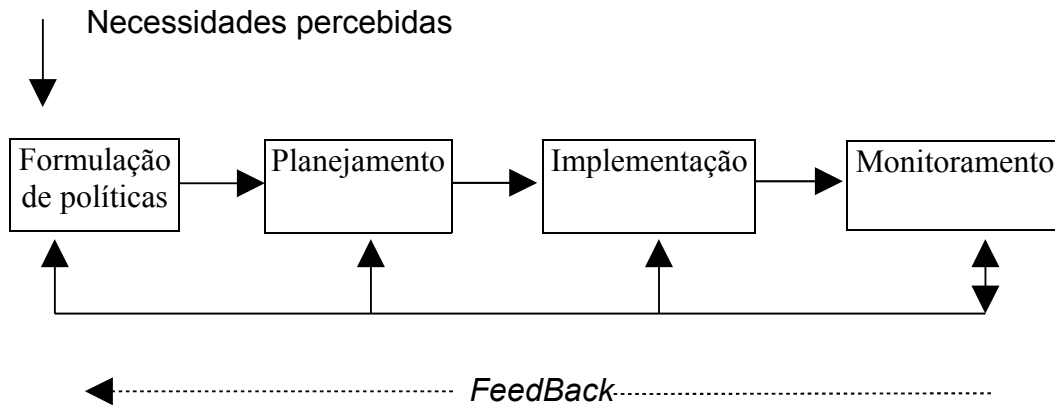 Necessidades percebidas
Formulação
de políticas
Planejamento
Implementação
Monitoramento
FeedBack